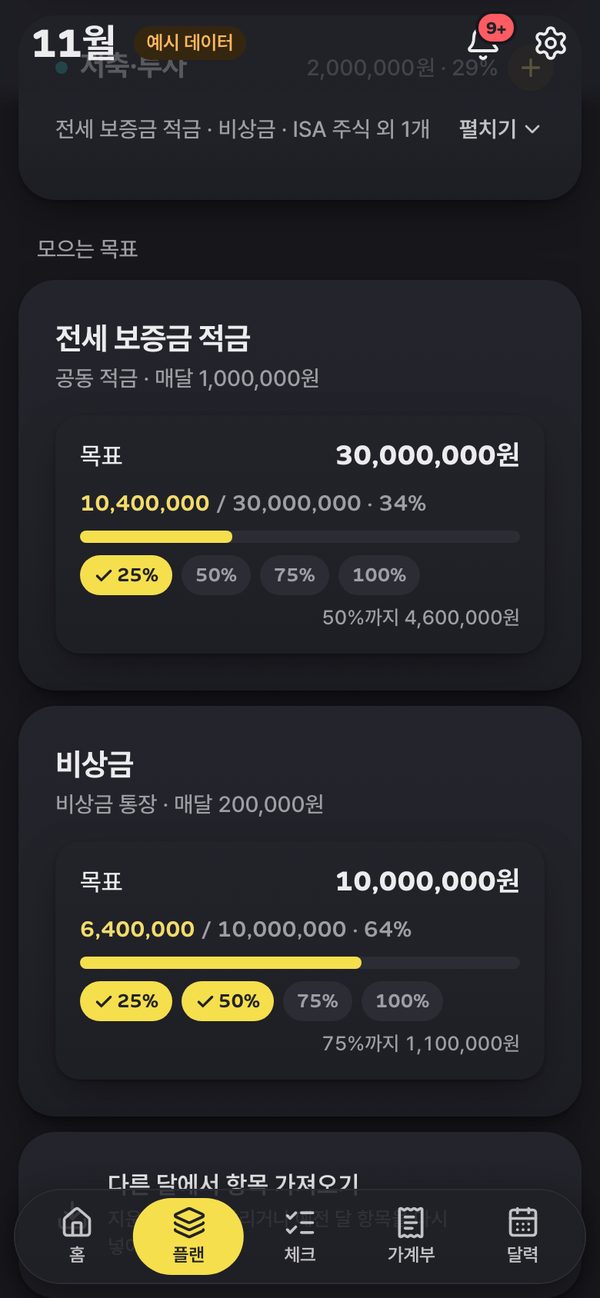 11월 예시 데이터 9+
저축·투자 2,000,000원 · 29%
전세 보증금 적금 · 비상금 · ISA 주식 외 1개 펼치기
모으는 목표
전세 보증금 적금
공동 적금 · 매달 1,000,000원
목표 30,000,000원
10,400,000 / 30,000,000 · 34%
25% 50% 75% 100%
50%까지 4,600,000원
비상금
비상금 통장 · 매달 200,000원
목표 10,000,000원
6,400,000 / 10,000,000 · 64%
25% 50% 75% 100%
75%까지 1,100,000원
다른 달에서 항목 가져오기
홈 플랜 체크 가계부 달력